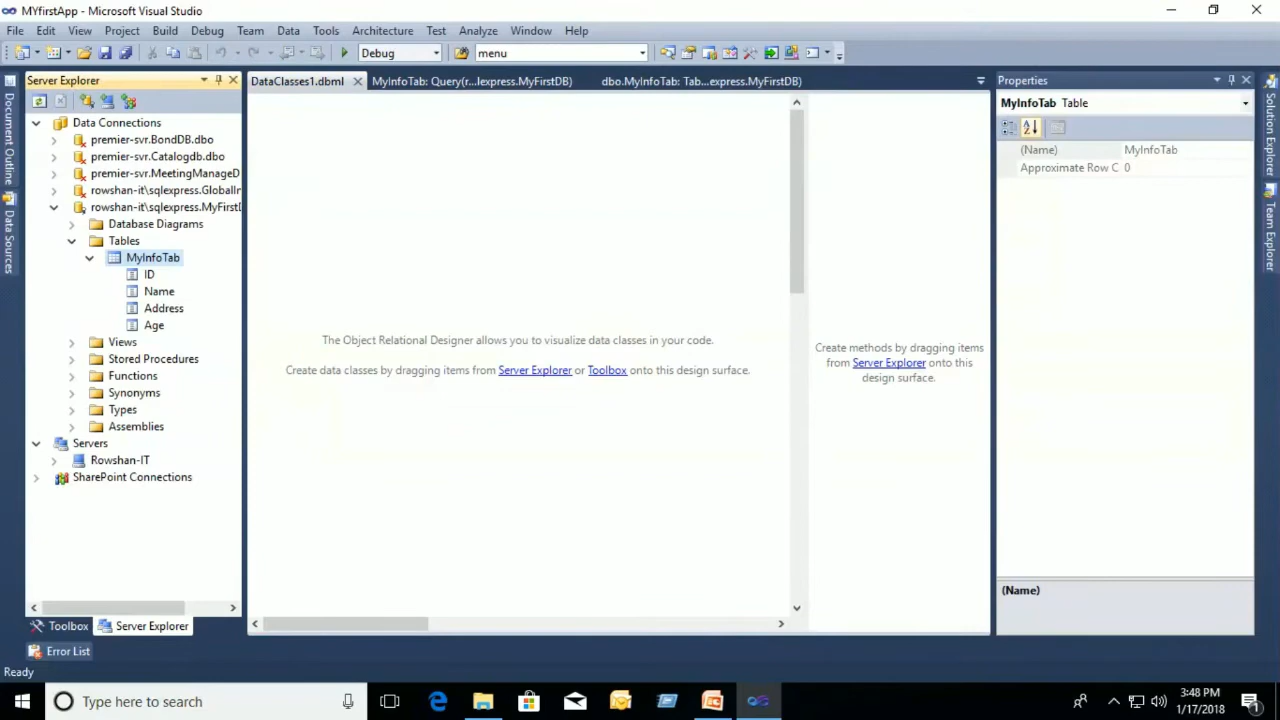 MYfirstApp - Microsoft Visual Studio
File Edit View Project Build Debug Team Data Tools Architecture Test Analyze Window Help
Debug menu
Document Outline
Data Sources
Server Explorer
Data Connections
premier-svr.BondDB.dbo
premier-svr.Catalogdb.dbo
premier-svr.MeetingManageD
rowshan-it\sqlexpress.GlobalIn
rowshan-it\sqlexpress.MyFirstD
Database Diagrams
Tables
MyInfoTab
ID
Name
Address
Age
Views
Stored Procedures
Functions
Synonyms
Types
Assemblies
Servers
Rowshan-IT
SharePoint Connections
Toolbox Server Explorer
DataClasses1.dbml MyInfoTab: Query(r...lexpress.MyFirstDB) dbo.MyInfoTab: Tab...express.MyFirstDB)
The Object Relational Designer allows you to visualize data classes in your code.
Create data classes by dragging items from Server Explorer or Toolbox onto this design surface.
Create methods by dragging items
from Server Explorer onto this
design surface.
Properties
MyInfoTab Table
(Name) MyInfoTab
Approximate Row C 0
(Name)
Solution Explorer
Team Explorer
Error List
Ready
Type here to search
3:48 PM
1/17/2018
1